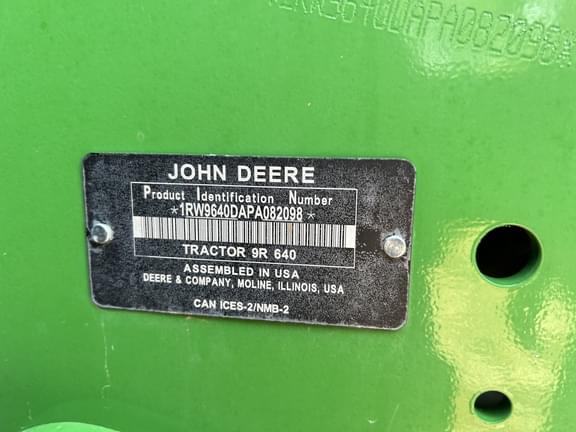 JOHN DEERE
Product Identification Number
*1RW9640DAPA082098*
TRACTOR 9R 640
ASSEMBLED IN USA
DEERE & COMPANY, MOLINE, ILLINOIS, USA
CAN ICES-2/NMB-2